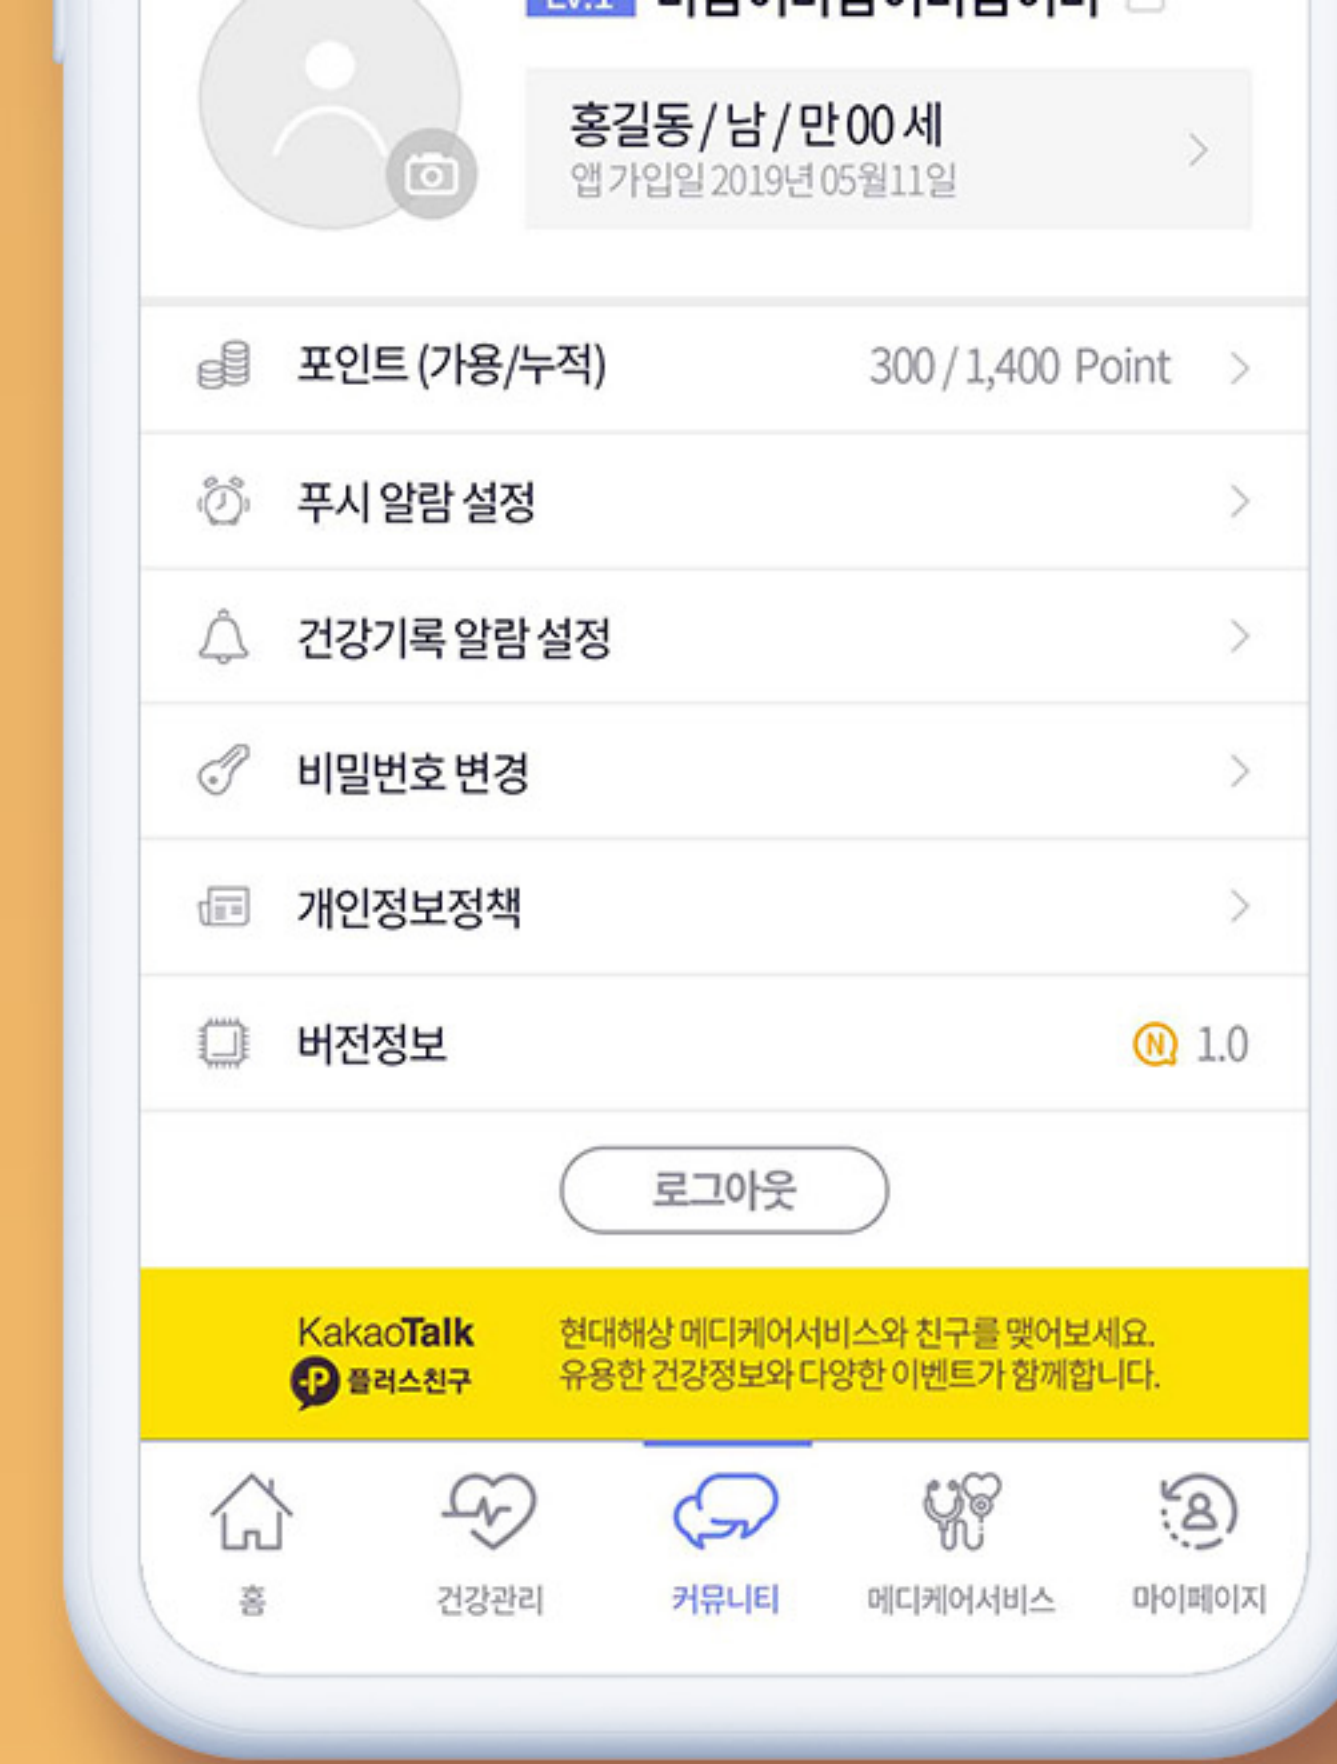 홍길동 / 남 / 만 00 세
앱 가입일 2019년 05월11일
포인트 (가용/누적) 300 / 1,400 Point
푸시 알람 설정
건강기록 알람 설정
비밀번호 변경
개인정보정책
버전정보 N 1.0
로그아웃
KakaoTalk
P 플러스친구
현대해상 메디케어서비스와 친구를 맺어보세요.
유용한 건강정보와 다양한 이벤트가 함께합니다.
홈 건강관리 커뮤니티 메디케어서비스 마이페이지